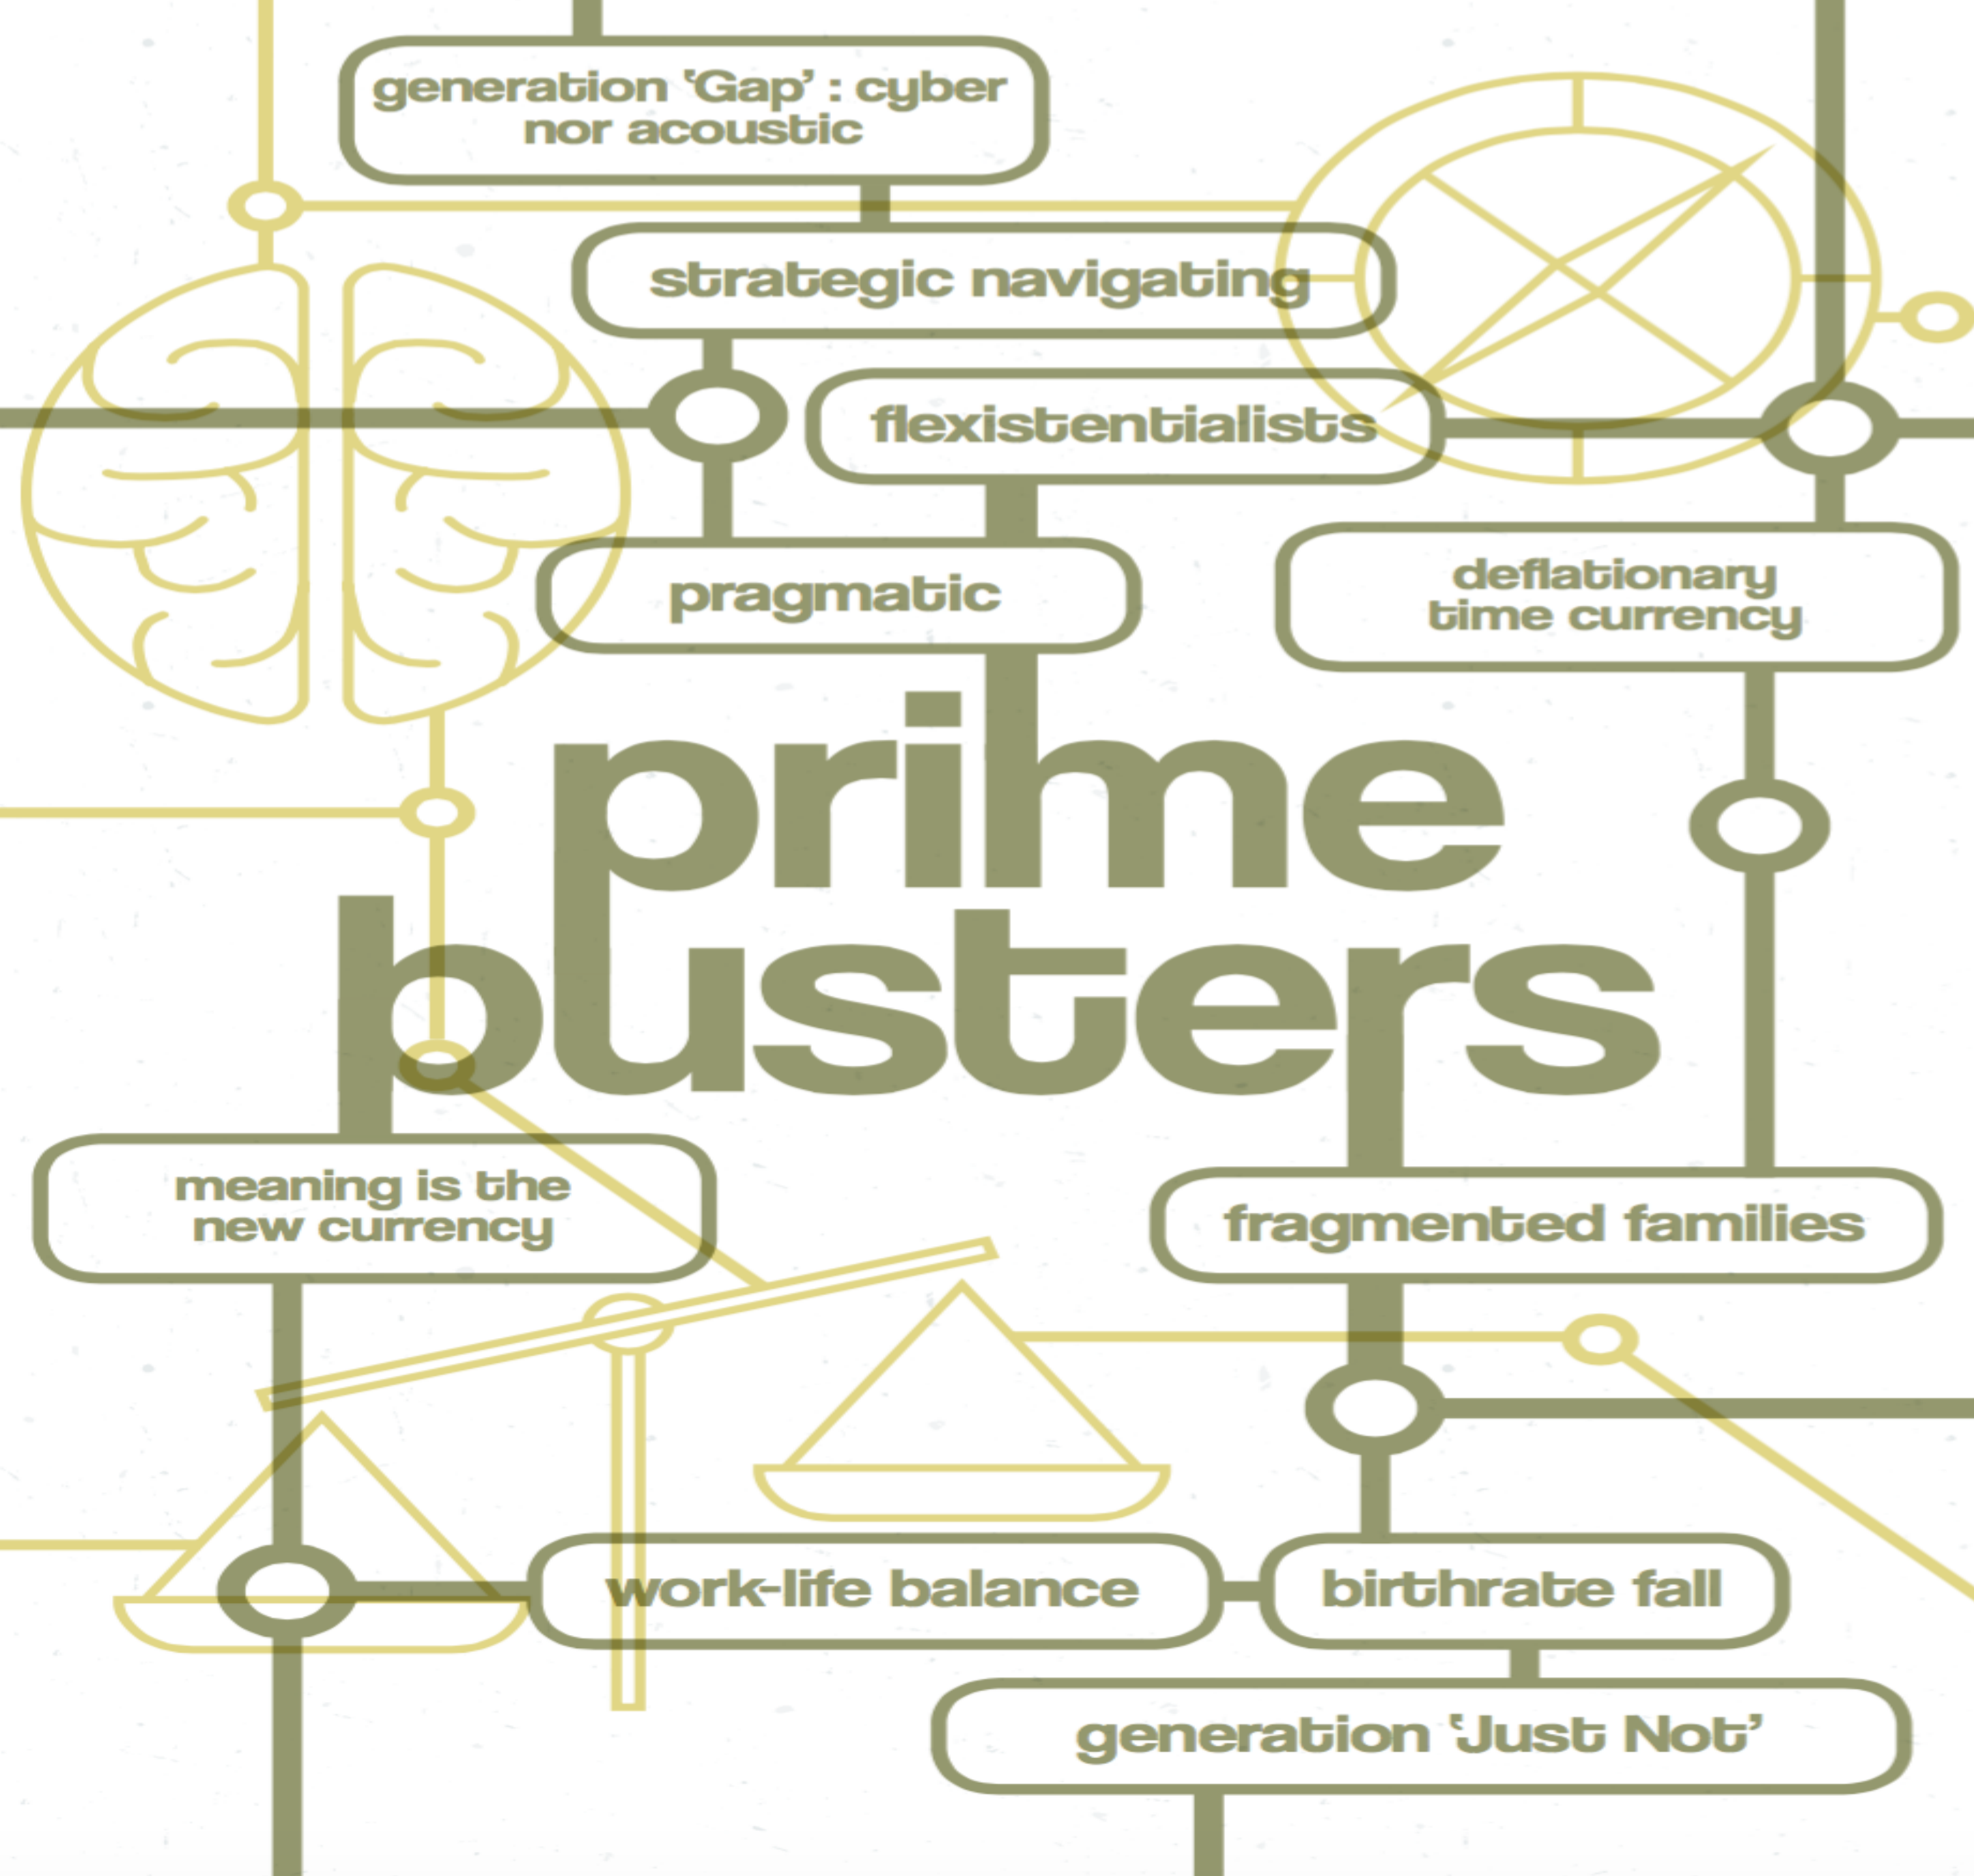 generation ‘Gap’ : cyber
nor acoustic
strategic navigating
flexistentialists
pragmatic
deflationary
time currency
prime
busters
meaning is the
new currency
fragmented families
work-life balance
birthrate fall
generation ‘Just Not’